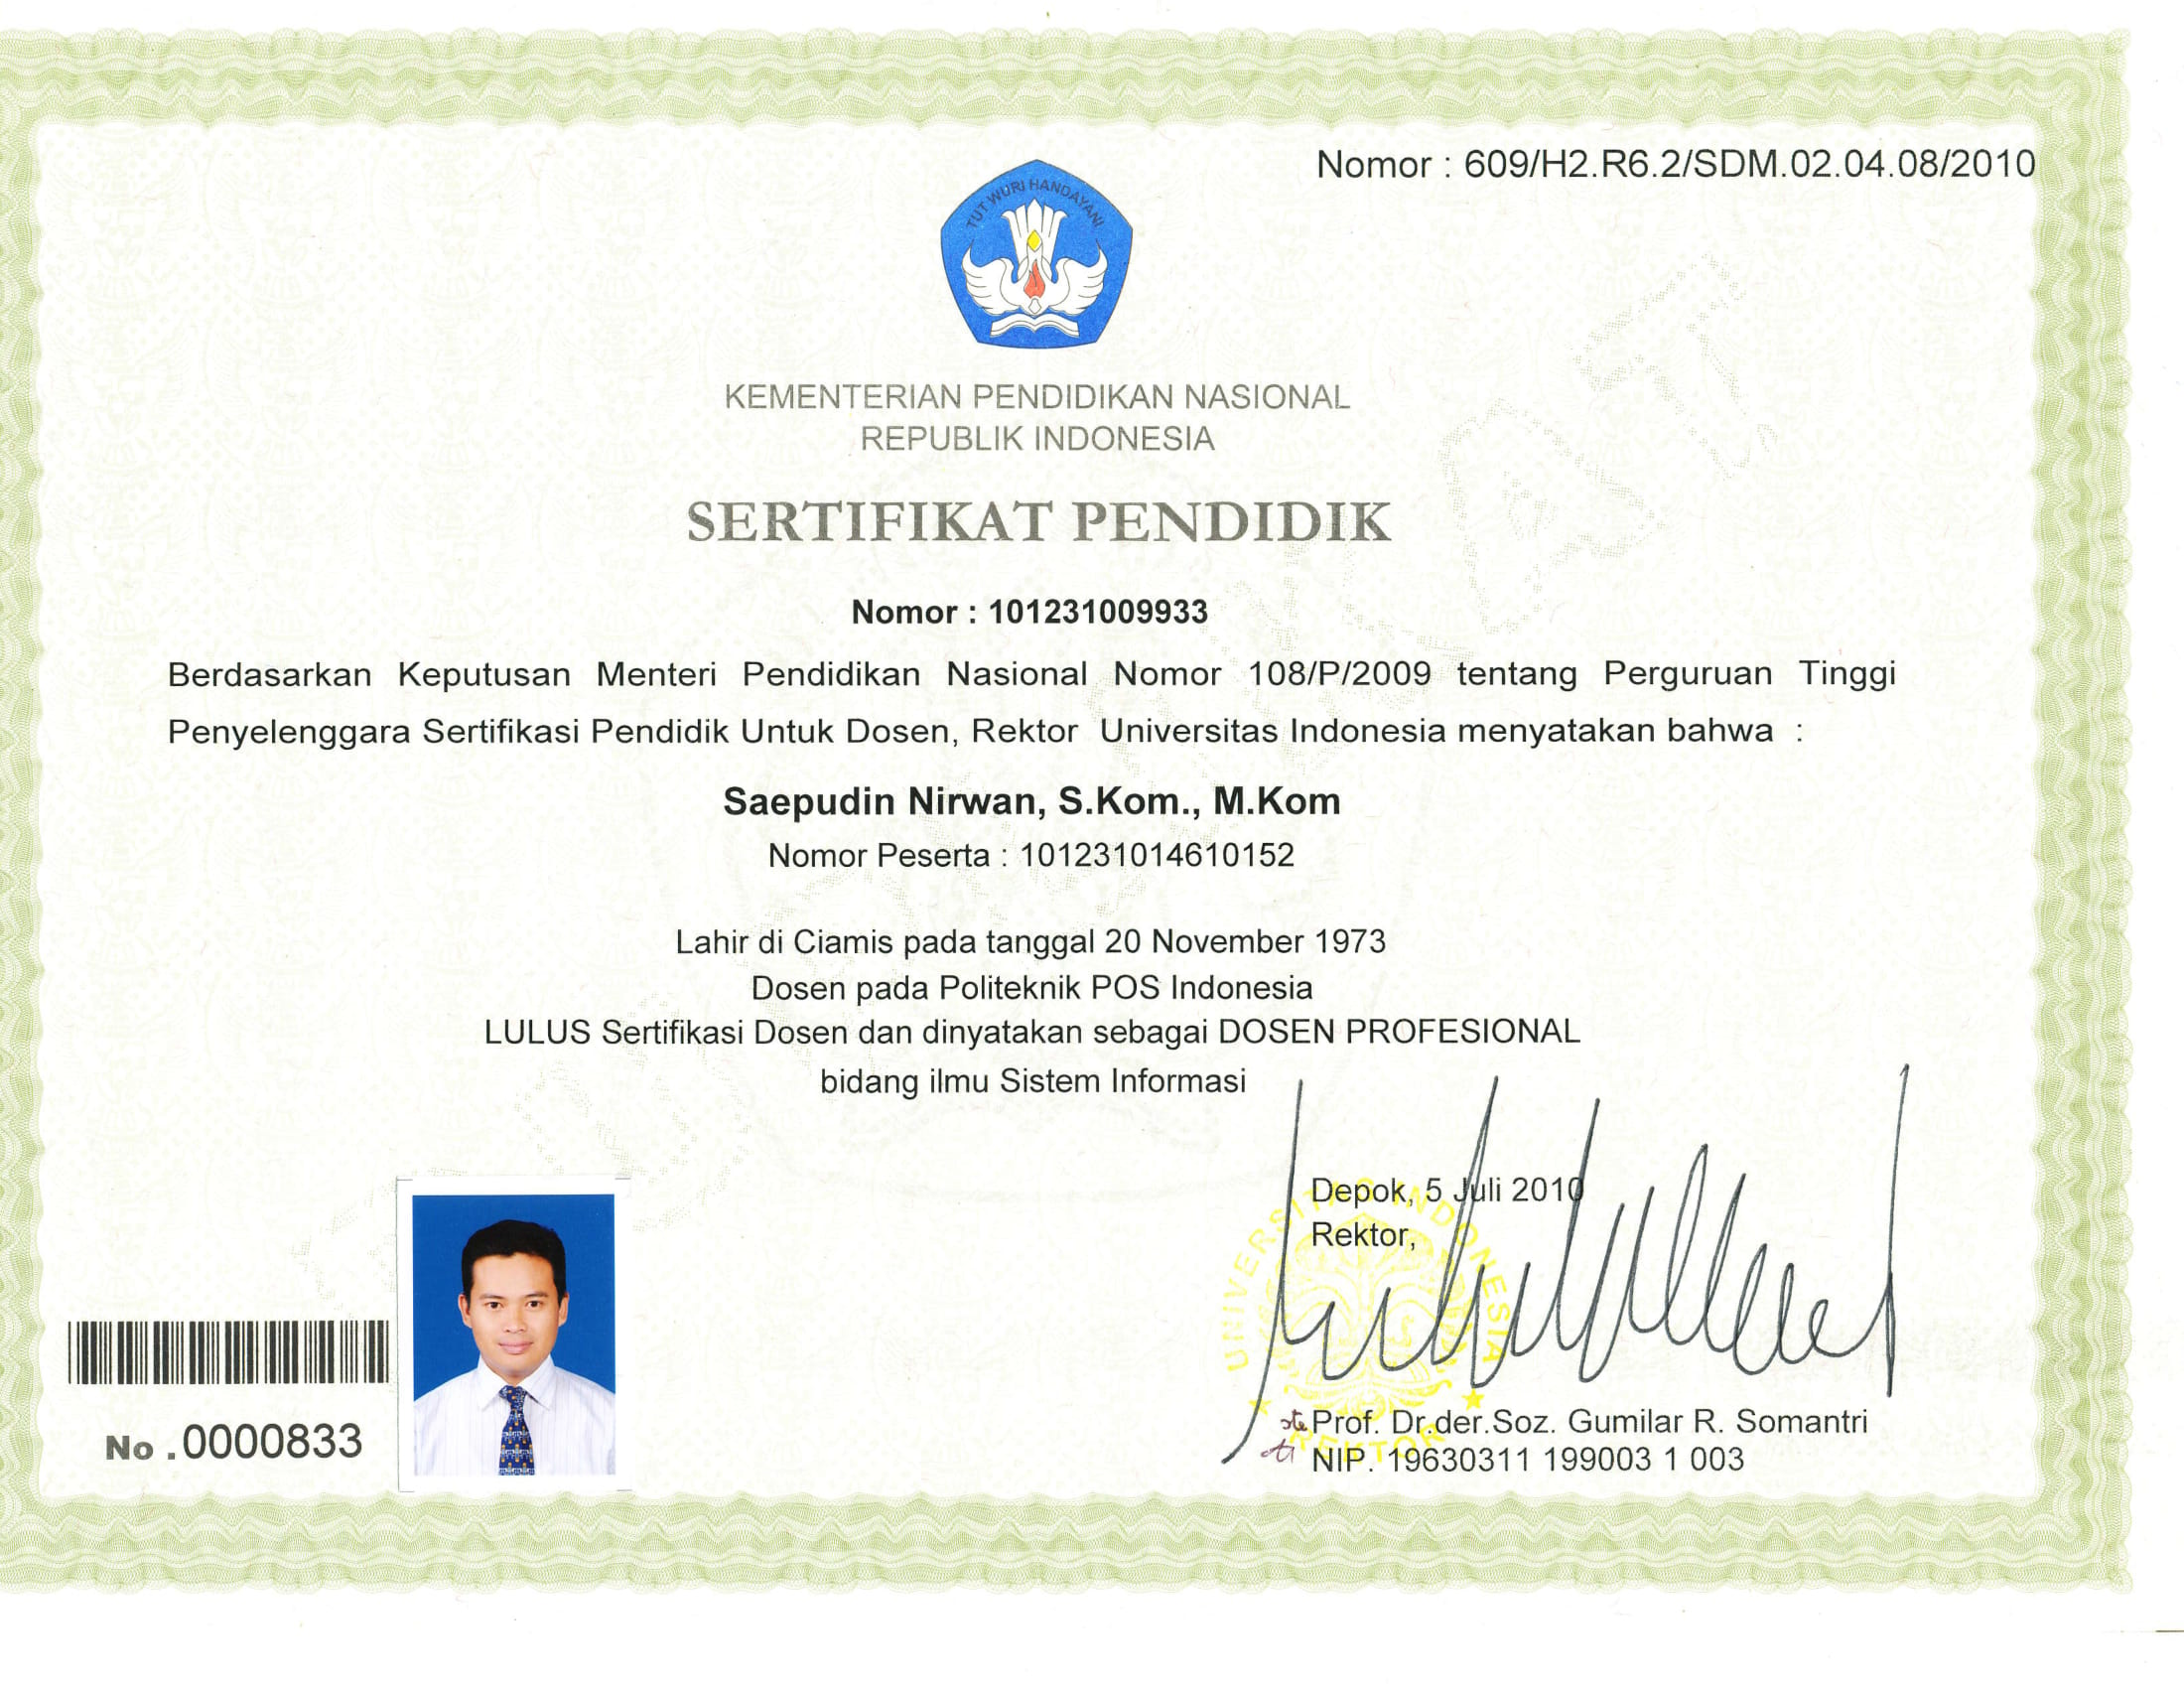 Nomor : 609/H2.R6.2/SDM.02.04.08/2010
TUT WURI HANDAYANI
KEMENTERIAN PENDIDIKAN NASIONAL
REPUBLIK INDONESIA
SERTIFIKAT PENDIDIK
Nomor : 101231009933
Berdasarkan Keputusan Menteri Pendidikan Nasional Nomor 108/P/2009 tentang Perguruan Tinggi
Penyelenggara Sertifikasi Pendidik Untuk Dosen, Rektor Universitas Indonesia menyatakan bahwa :
Saepudin Nirwan, S.Kom., M.Kom
Nomor Peserta : 101231014610152
Lahir di Ciamis pada tanggal 20 November 1973
Dosen pada Politeknik POS Indonesia
LULUS Sertifikasi Dosen dan dinyatakan sebagai DOSEN PROFESIONAL
bidang ilmu Sistem Informasi
Depok, 5 Juli 2010
Rektor,
UNIVERSITAS INDONESIA
REKTOR
Prof. Dr.der.Soz. Gumilar R. Somantri
NIP. 19630311 199003 1 003
No .0000833